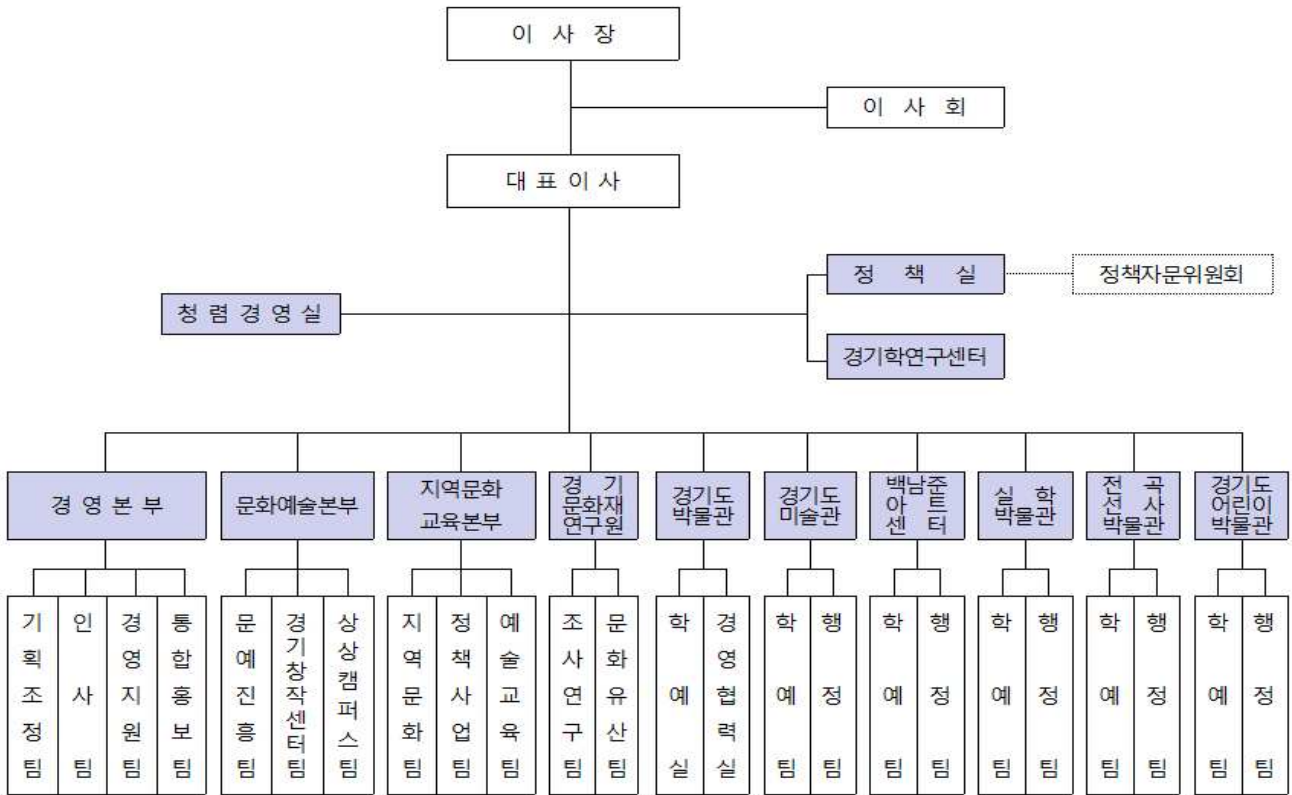 이 사 장
이 사 회
대 표 이 사
정 책 실
정책자문위원회
청 렴 경 영 실
경기학연구센터
경 영 본 부
문화예술본부
지역문화
교육본부
경 기
문화재
연구원
경기도
박물관
경기도
미술관
백남준
아 트
센 터
실 학
박물관
전 곡
선 사
박물관
경기도
어린이
박물관
기획조정팀
인사팀
경영지원팀
통합홍보팀
문예진흥팀
경기창작센터팀
상상캠퍼스팀
지역문화팀
정책사업팀
예술교육팀
조사연구팀
문화유산팀
학예실
경영협력실
학예팀
행정팀
학예팀
행정팀
학예팀
행정팀
학예팀
행정팀
학예팀
행정팀